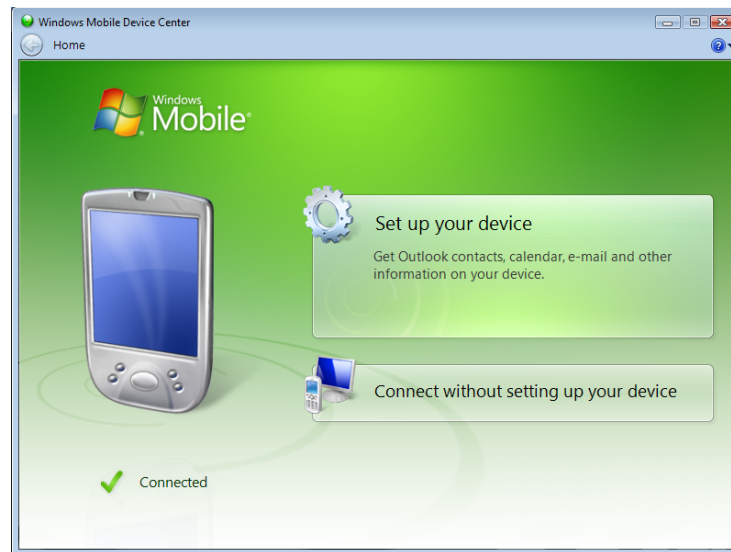 Windows Mobile Device Center
Home
Windows
Mobile®
Set up your device
Get Outlook contacts, calendar, e-mail and other
information on your device.
Connect without setting up your device
Connected